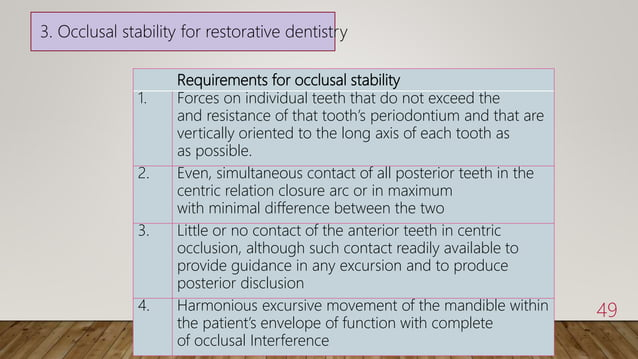 3. Occlusal stability for restorative dentistry
Requirements for occlusal stability
1. Forces on individual teeth that do not exceed the
and resistance of that tooth’s periodontium and that are
vertically oriented to the long axis of each tooth as
as possible.
2. Even, simultaneous contact of all posterior teeth in the
centric relation closure arc or in maximum
with minimal difference between the two
3. Little or no contact of the anterior teeth in centric
occlusion, although such contact readily available to
provide guidance in any excursion and to produce
posterior disclusion
4. Harmonious excursive movement of the mandible within
the patient’s envelope of function with complete
of occlusal Interference
49